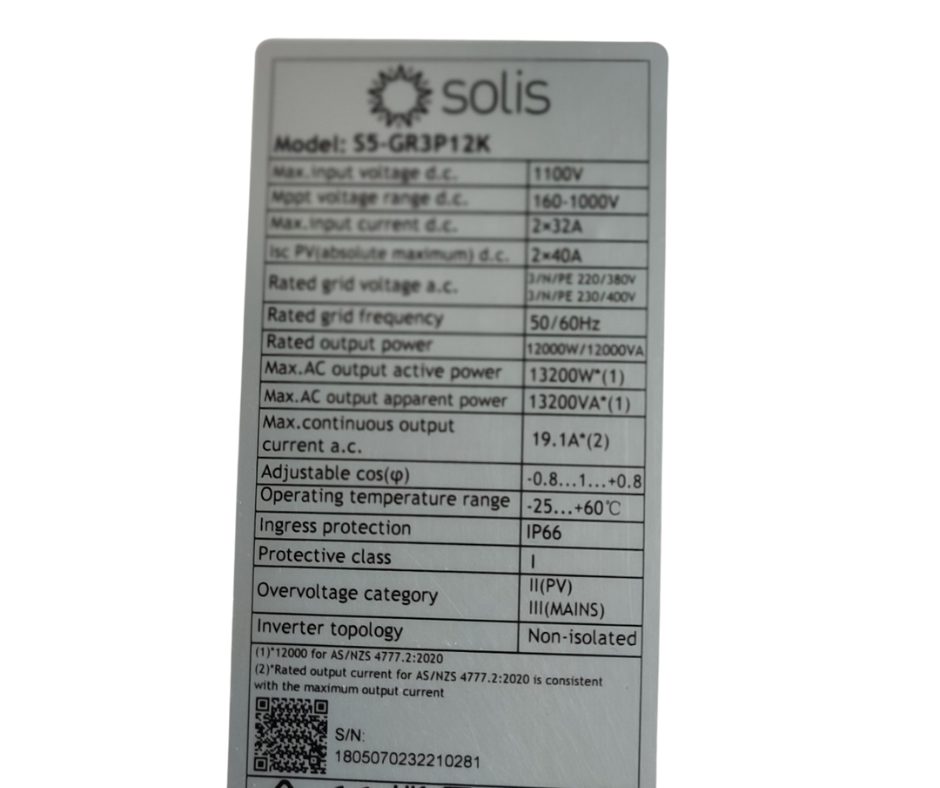 solis
Model: S5-GR3P12K
Max.input voltage d.c. 1100V
Mppt voltage range d.c. 160-1000V
Max.input current d.c. 2×32A
Isc PV(absolute maximum) d.c. 2×40A
Rated grid voltage a.c. 3/N/PE 220/380V
3/N/PE 230/400V
Rated grid frequency 50/60Hz
Rated output power 12000W/12000VA
Max.AC output active power 13200W*(1)
Max.AC output apparent power 13200VA*(1)
Max.continuous output
current a.c. 19.1A*(2)
Adjustable cos(φ) -0.8...1...+0.8
Operating temperature range -25...+60℃
Ingress protection IP66
Protective class I
Overvoltage category II(PV)
III(MAINS)
Inverter topology Non-isolated
(1)*12000 for AS/NZS 4777.2:2020
(2)*Rated output current for AS/NZS 4777.2:2020 is consistent
with the maximum output current
S/N:
1805070232210281